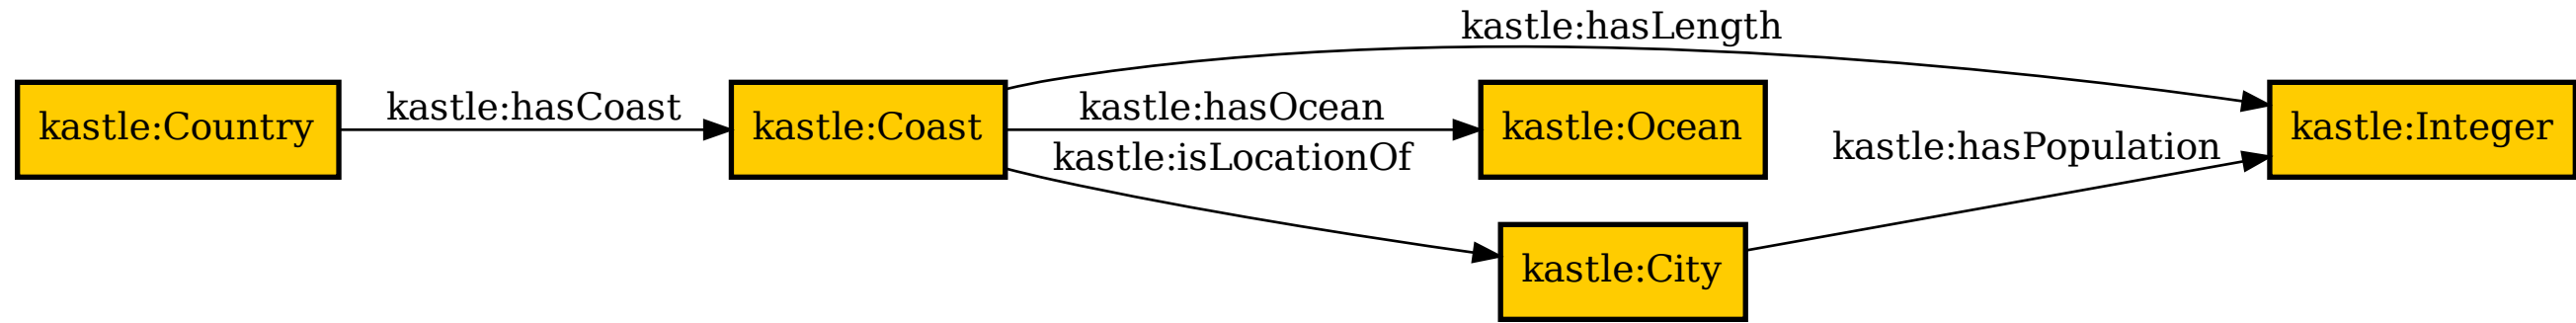 kastle:hasLength
kastle:Country
kastle:hasCoast
kastle:Coast
kastle:hasOcean
kastle:Ocean
kastle:Integer
kastle:isLocationOf
kastle:hasPopulation
kastle:City